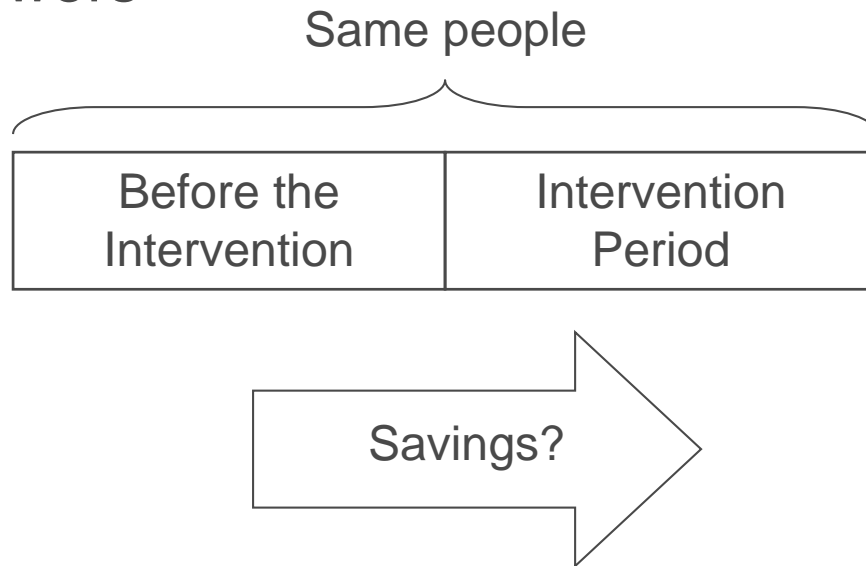 Same people
Before the
Intervention
Intervention
Period
Savings?